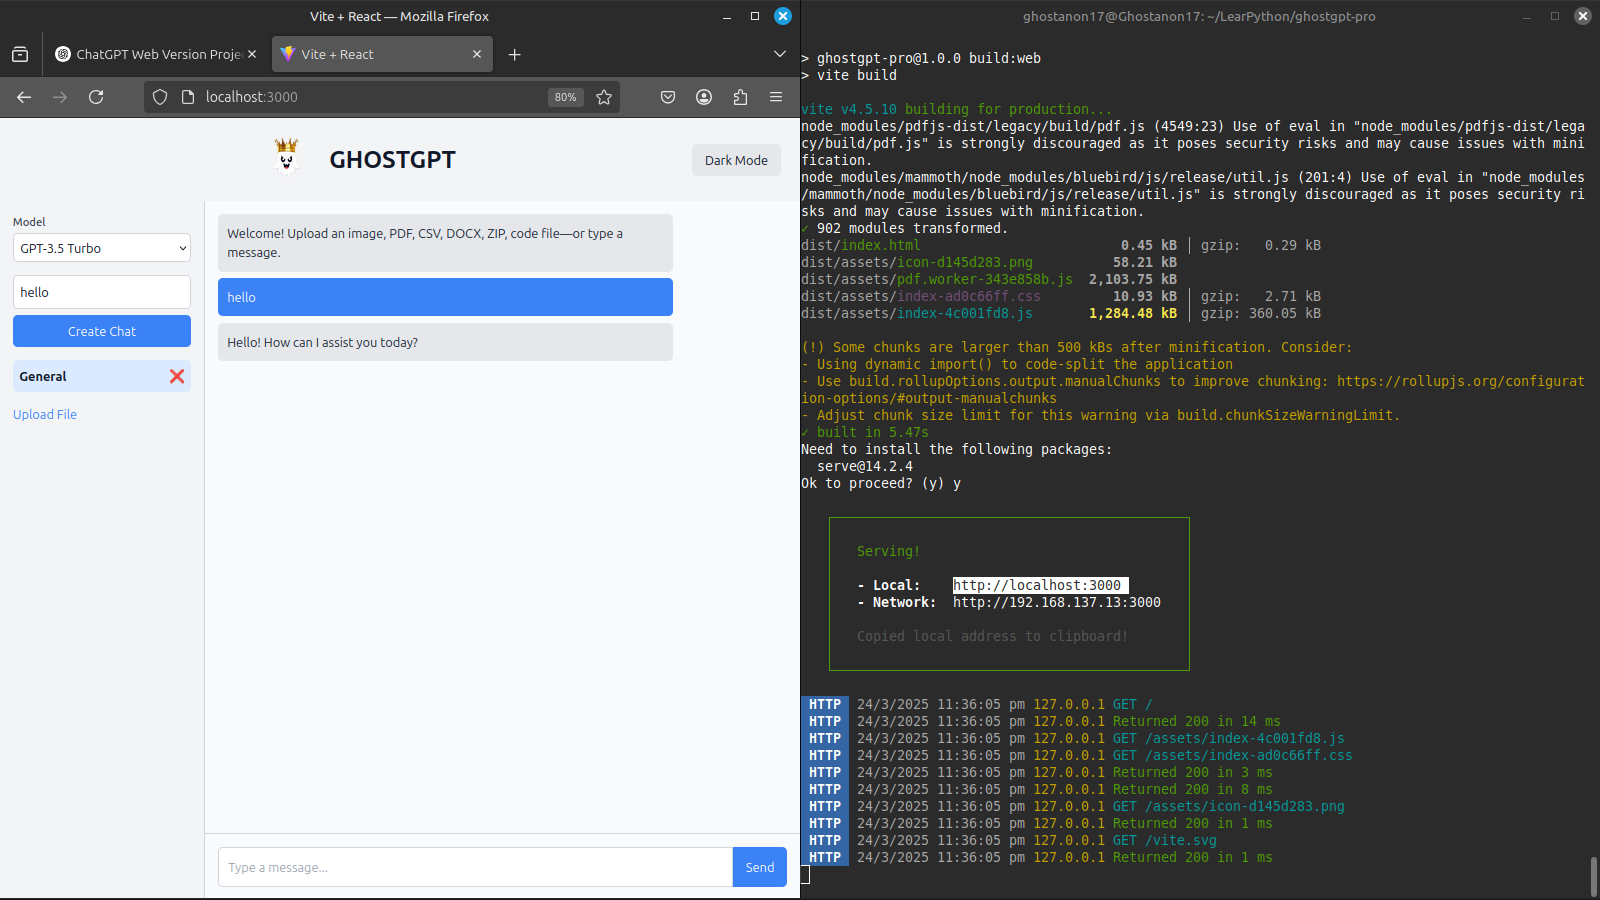 Vite + React — Mozilla Firefox
ChatGPT Web Version Proje
Vite + React
localhost:3000
80%
GHOSTGPT
Dark Mode
Model
GPT-3.5 Turbo
hello
Create Chat
General
Upload File
Welcome! Upload an image, PDF, CSV, DOCX, ZIP, code file—or type a
message.
hello
Hello! How can I assist you today?
Type a message...
Send
ghostanon17@Ghostanon17: ~/LearPython/ghostgpt-pro
> ghostgpt-pro@1.0.0 build:web
> vite build
vite v4.5.10 building for production...
node_modules/pdfjs-dist/legacy/build/pdf.js (4549:23) Use of eval in "node_modules/pdfjs-dist/lega
cy/build/pdf.js" is strongly discouraged as it poses security risks and may cause issues with mini
fication.
node_modules/mammoth/node_modules/bluebird/js/release/util.js (201:4) Use of eval in "node_modules
/mammoth/node_modules/bluebird/js/release/util.js" is strongly discouraged as it poses security ri
sks and may cause issues with minification.
✓ 902 modules transformed.
dist/index.html 0.45 kB │ gzip: 0.29 kB
dist/assets/icon-d145d283.png 58.21 kB
dist/assets/pdf.worker-343e858b.js 2,103.75 kB
dist/assets/index-ad0c66ff.css 10.93 kB │ gzip: 2.71 kB
dist/assets/index-4c001fd8.js 1,284.48 kB │ gzip: 360.05 kB
(!) Some chunks are larger than 500 kBs after minification. Consider:
- Using dynamic import() to code-split the application
- Use build.rollupOptions.output.manualChunks to improve chunking: https://rollupjs.org/configurat
ion-options/#output-manualchunks
- Adjust chunk size limit for this warning via build.chunkSizeWarningLimit.
✓ built in 5.47s
Need to install the following packages:
serve@14.2.4
Ok to proceed? (y) y
Serving!
- Local: http://localhost:3000
- Network: http://192.168.137.13:3000
Copied local address to clipboard!
HTTP 24/3/2025 11:36:05 pm 127.0.0.1 GET /
HTTP 24/3/2025 11:36:05 pm 127.0.0.1 Returned 200 in 14 ms
HTTP 24/3/2025 11:36:05 pm 127.0.0.1 GET /assets/index-4c001fd8.js
HTTP 24/3/2025 11:36:05 pm 127.0.0.1 GET /assets/index-ad0c66ff.css
HTTP 24/3/2025 11:36:05 pm 127.0.0.1 Returned 200 in 3 ms
HTTP 24/3/2025 11:36:05 pm 127.0.0.1 Returned 200 in 8 ms
HTTP 24/3/2025 11:36:05 pm 127.0.0.1 GET /assets/icon-d145d283.png
HTTP 24/3/2025 11:36:05 pm 127.0.0.1 Returned 200 in 1 ms
HTTP 24/3/2025 11:36:05 pm 127.0.0.1 GET /vite.svg
HTTP 24/3/2025 11:36:05 pm 127.0.0.1 Returned 200 in 1 ms